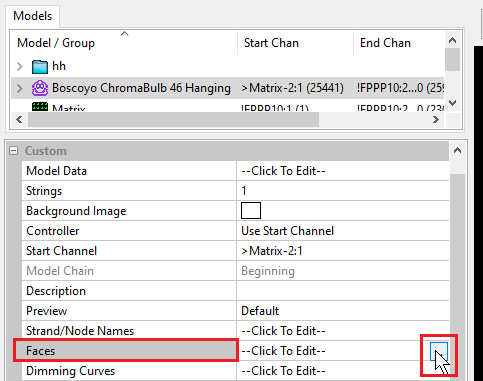 Models
Model / Group Start Chan End Chan
hh
Boscoyo ChromaBulb 46 Hanging >Matrix-2:1 (25441) !FPPP10:2...0 (259
Matrix !FPPP10:1 (1) !FPPP10:2...0 (230
Custom
Model Data --Click To Edit--
Strings 1
Background Image
Controller Use Start Channel
Start Channel >Matrix-2:1
Model Chain Beginning
Description
Preview Default
Strand/Node Names --Click To Edit--
Faces --Click To Edit--
Dimming Curves --Click To Edit--